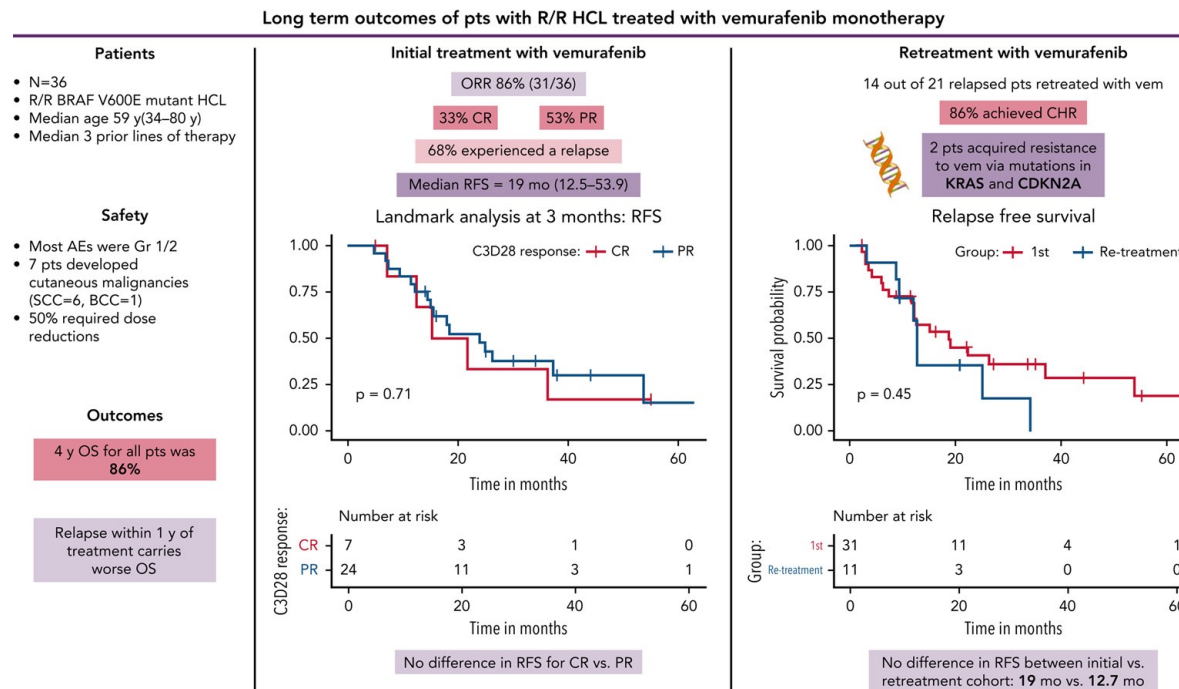 Long term outcomes of pts with R/R HCL treated with vemurafenib monotherapy
Patients
• N=36
• R/R BRAF V600E mutant HCL
• Median age 59 y(34–80 y)
• Median 3 prior lines of therapy
Safety
• Most AEs were Gr 1/2
• 7 pts developed
cutaneous malignancies
(SCC=6, BCC=1)
• 50% required dose
reductions
Outcomes
4 y OS for all pts was
86%
Relapse within 1 y of
treatment carries
worse OS
Initial treatment with vemurafenib
ORR 86% (31/36)
33% CR 53% PR
68% experienced a relapse
Median RFS = 19 mo (12.5–53.9)
Landmark analysis at 3 months: RFS
C3D28 response: CR PR
1.00
0.75
0.50
0.25
0.00
p = 0.71
0 20 40 60
Time in months
Number at risk
C3D28 response:
CR 7 3 1 0
PR 24 11 3 1
0 20 40 60
Time in months
No difference in RFS for CR vs. PR
Retreatment with vemurafenib
14 out of 21 relapsed pts retreated with vem
86% achieved CHR
2 pts acquired resistance
to vem via mutations in
KRAS and CDKN2A
Relapse free survival
Group: 1st Re-treatment
Survival probability
1.00
0.75
0.50
0.25
0.00
p = 0.45
0 20 40 60
Time in months
Number at risk
Group:
1st 31 11 4 1
Re-treatment 11 3 0 0
0 20 40 60
Time in months
No difference in RFS between initial vs.
retreatment cohort: 19 mo vs. 12.7 mo